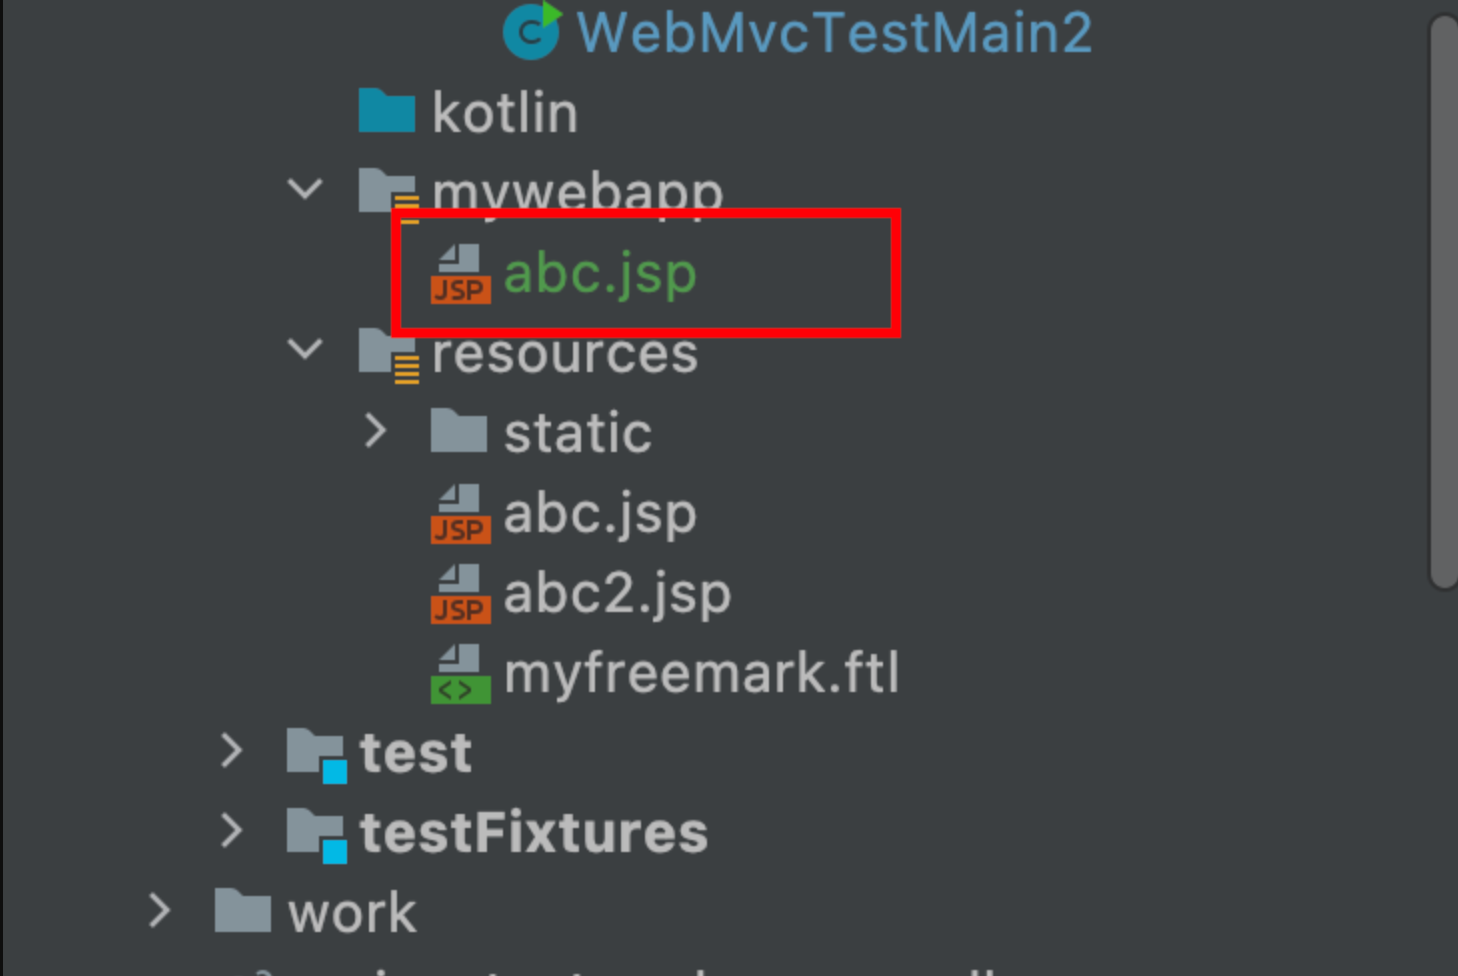 WebMvcTestMain2
kotlin
mywebapp
JSP abc.jsp
resources
static
JSP abc.jsp
JSP abc2.jsp
<> myfreemark.ftl
test
testFixtures
work